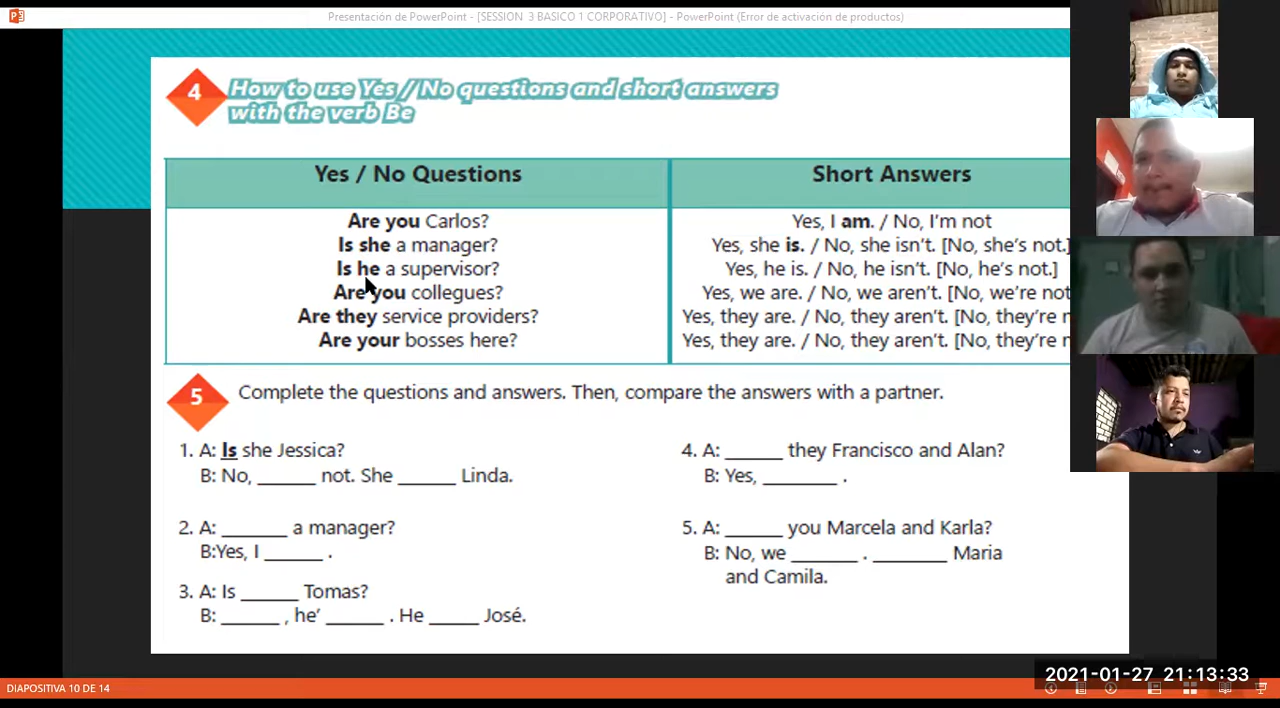 Presentación de PowerPoint - [SESSION 3 BASICO 1 CORPORATIVO] - PowerPoint (Error de activación de productos)
4
How to use Yes / No questions and short answers
with the verb Be
Yes / No Questions
Short Answers
Are you Carlos?
Yes, I am. / No, I'm not
Is she a manager?
Yes, she is. / No, she isn't. [No, she's not.]
Is he a supervisor?
Yes, he is. / No, he isn't. [No, he's not.]
Are you collegues?
Yes, we are. / No, we aren't. [No, we're not
Are they service providers?
Yes, they are. / No, they aren't. [No, they're
Are your bosses here?
Yes, they are. / No, they aren't. [No, they're
5
Complete the questions and answers. Then, compare the answers with a partner.
1. A: Is she Jessica?
B: No, ______ not. She ______ Linda.
2. A: _______ a manager?
B:Yes, I ______ .
3. A: Is ______ Tomas?
B: ______ , he' ______ . He _____ José.
4. A: ______ they Francisco and Alan?
B: Yes, ________ .
5. A: ______ you Marcela and Karla?
B: No, we _______ . ________ Maria
and Camila.
2021-01-27 21:13:33
DIAPOSITIVA 10 DE 14